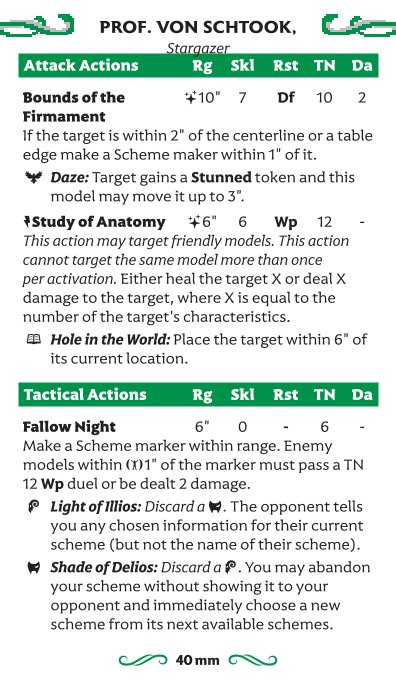 PROF. VON SCHTOOK,
Stargazer
Attack Actions Rg Skl Rst TN Da
Bounds of the Firmament 10" 7 Df 10 2
If the target is within 2" of the centerline or a table
edge make a Scheme maker within 1" of it.
Daze: Target gains a Stunned token and this
model may move it up to 3".
Study of Anatomy 6" 6 Wp 12 -
This action may target friendly models. This action
cannot target the same model more than once
per activation. Either heal the target X or deal X
damage to the target, where X is equal to the
number of the target's characteristics.
Hole in the World: Place the target within 6" of
its current location.
Tactical Actions Rg Skl Rst TN Da
Fallow Night 6" 0 - 6 -
Make a Scheme marker within range. Enemy
models within 1" of the marker must pass a TN
12 Wp duel or be dealt 2 damage.
Light of Illios: Discard a . The opponent tells
you any chosen information for their current
scheme (but not the name of their scheme).
Shade of Delios: Discard a . You may abandon
your scheme without showing it to your
opponent and immediately choose a new
scheme from its next available schemes.
40 mm